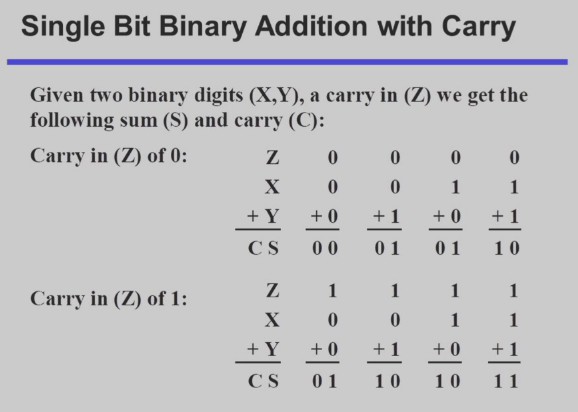 Single Bit Binary Addition with Carry
Given two binary digits (X,Y), a carry in (Z) we get the
following sum (S) and carry (C):
Carry in (Z) of 0: Z 0 0 0 0
X 0 0 1 1
+ Y + 0 + 1 + 0 + 1
C S 0 0 0 1 0 1 1 0
Carry in (Z) of 1: Z 1 1 1 1
X 0 0 1 1
+ Y + 0 + 1 + 0 + 1
C S 0 1 1 0 1 0 1 1